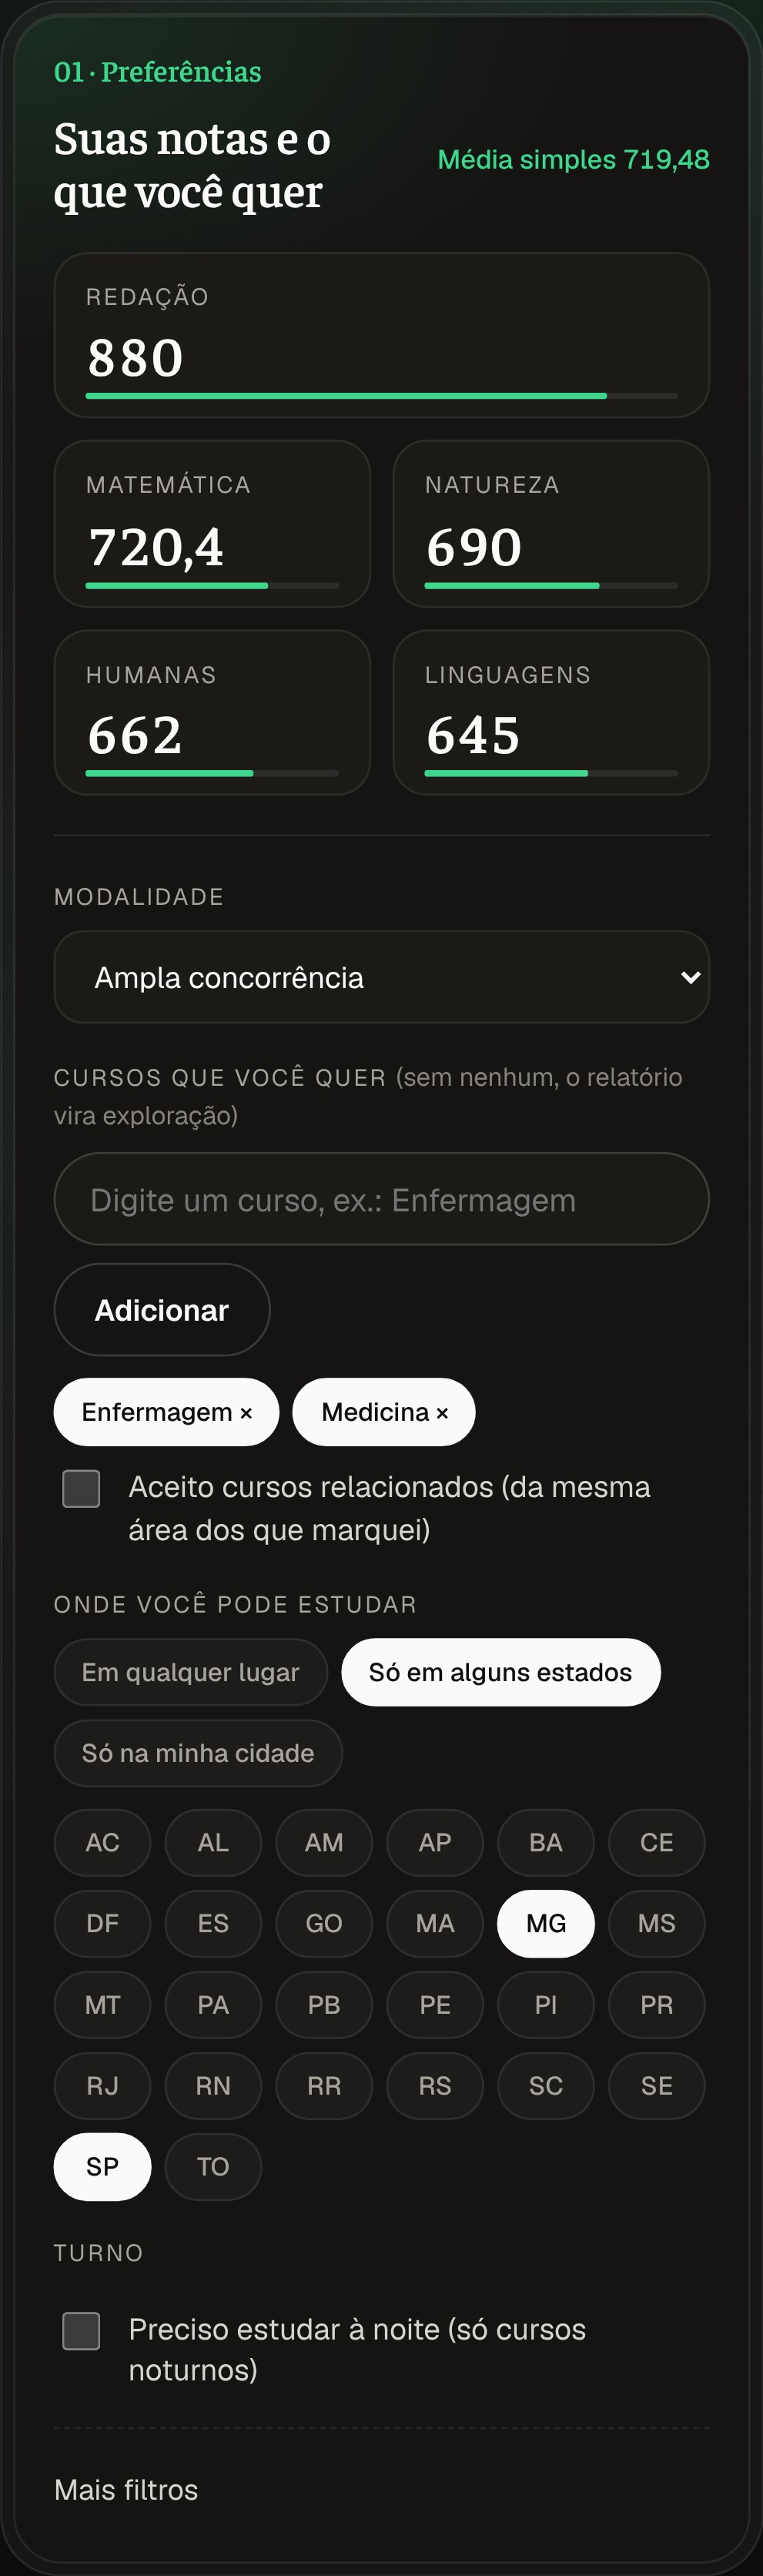 01 · Preferências
Suas notas e o
que você quer
Média simples 719,48
REDAÇÃO
880
MATEMÁTICA
720,4
NATUREZA
690
HUMANAS
662
LINGUAGENS
645
MODALIDADE
Ampla concorrência
CURSOS QUE VOCÊ QUER (sem nenhum, o relatório
vira exploração)
Digite um curso, ex.: Enfermagem
Adicionar
Enfermagem × Medicina ×
Aceito cursos relacionados (da mesma
área dos que marquei)
ONDE VOCÊ PODE ESTUDAR
Em qualquer lugar Só em alguns estados
Só na minha cidade
AC AL AM AP BA CE
DF ES GO MA MG MS
MT PA PB PE PI PR
RJ RN RR RS SC SE
SP TO
TURNO
Preciso estudar à noite (só cursos
noturnos)
Mais filtros